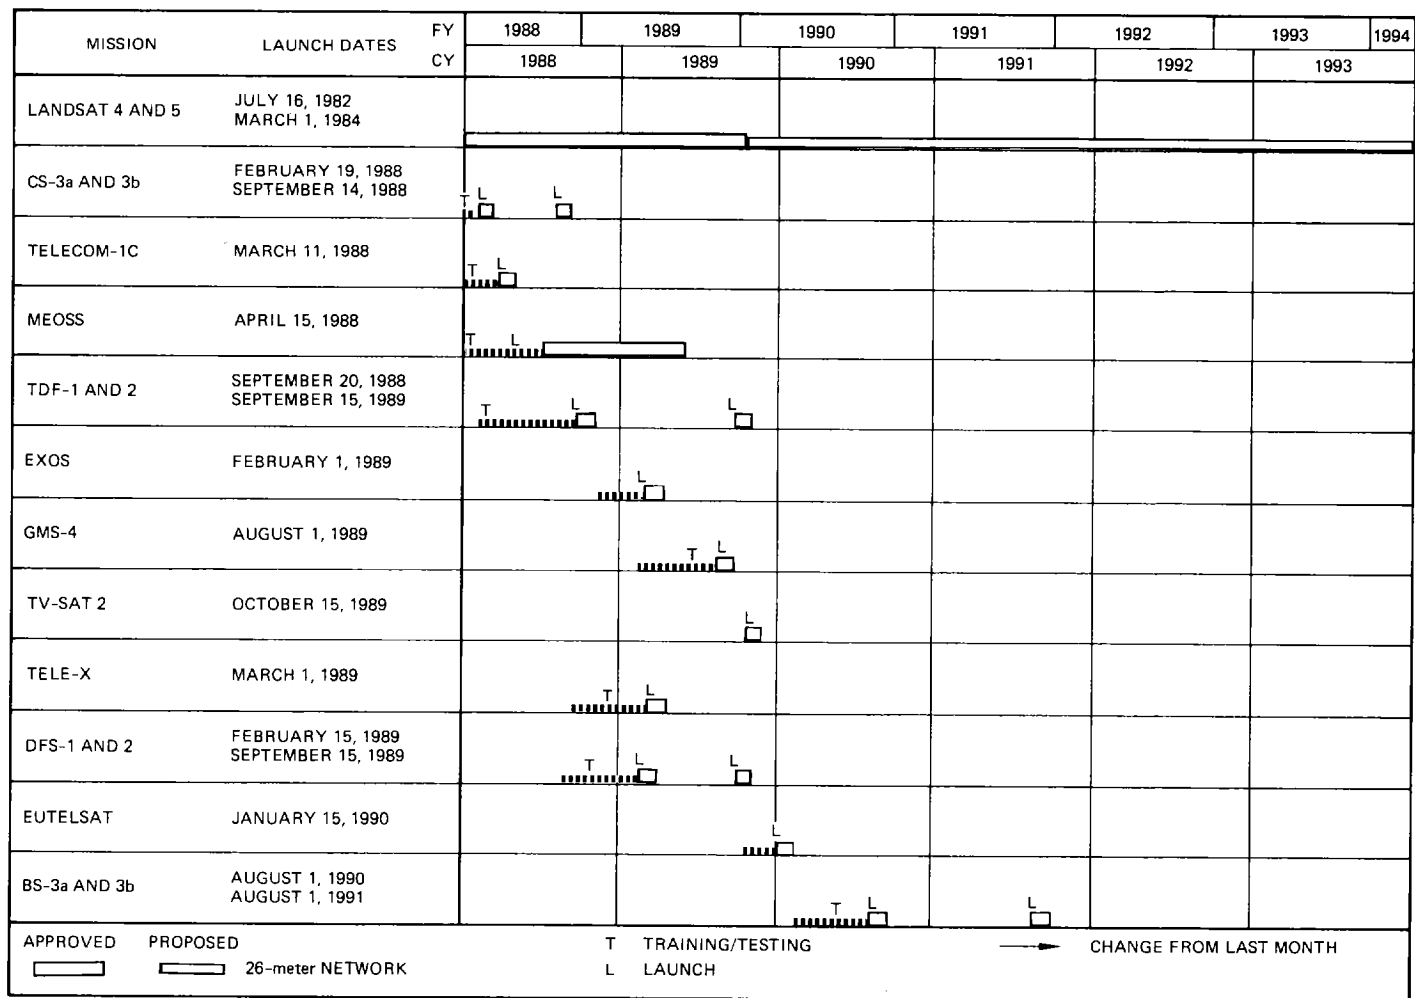 MISSION LAUNCH DATES FY 1988 1989 1990 1991 1992 1993 1994
CY 1988 1989 1990 1991 1992 1993
LANDSAT 4 AND 5 JULY 16, 1982
MARCH 1, 1984
CS-3a AND 3b FEBRUARY 19, 1988
SEPTEMBER 14, 1988
T L L
TELECOM-1C MARCH 11, 1988
T L
MEOSS APRIL 15, 1988
T L
TDF-1 AND 2 SEPTEMBER 20, 1988
SEPTEMBER 15, 1989
T L L
EXOS FEBRUARY 1, 1989
L
GMS-4 AUGUST 1, 1989
T L
TV-SAT 2 OCTOBER 15, 1989
L
TELE-X MARCH 1, 1989
T L
DFS-1 AND 2 FEBRUARY 15, 1989
SEPTEMBER 15, 1989
T L L
EUTELSAT JANUARY 15, 1990
L
BS-3a AND 3b AUGUST 1, 1990
AUGUST 1, 1991
T L L
APPROVED PROPOSED T TRAINING/TESTING CHANGE FROM LAST MONTH
26-meter NETWORK L LAUNCH